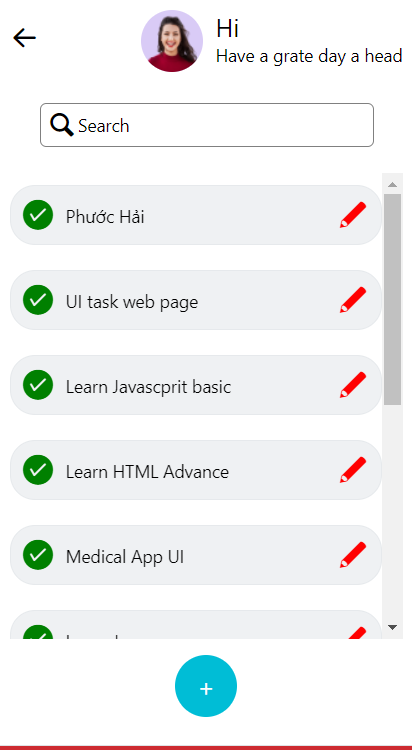 Hi
Have a grate day a head
Search
Phước Hải
UI task web page
Learn Javascprit basic
Learn HTML Advance
Medical App UI
+